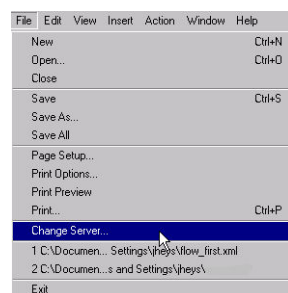 File Edit View Insert Action Window Help
New Ctrl+N
Open... Ctrl+O
Close
Save Ctrl+S
Save As...
Save All
Page Setup...
Print Options...
Print Preview
Print... Ctrl+P
Change Server...
1 C:\Documen... Settings\jheys\flow_first.xml
2 C:\Documen...s and Settings\jheys\
Exit